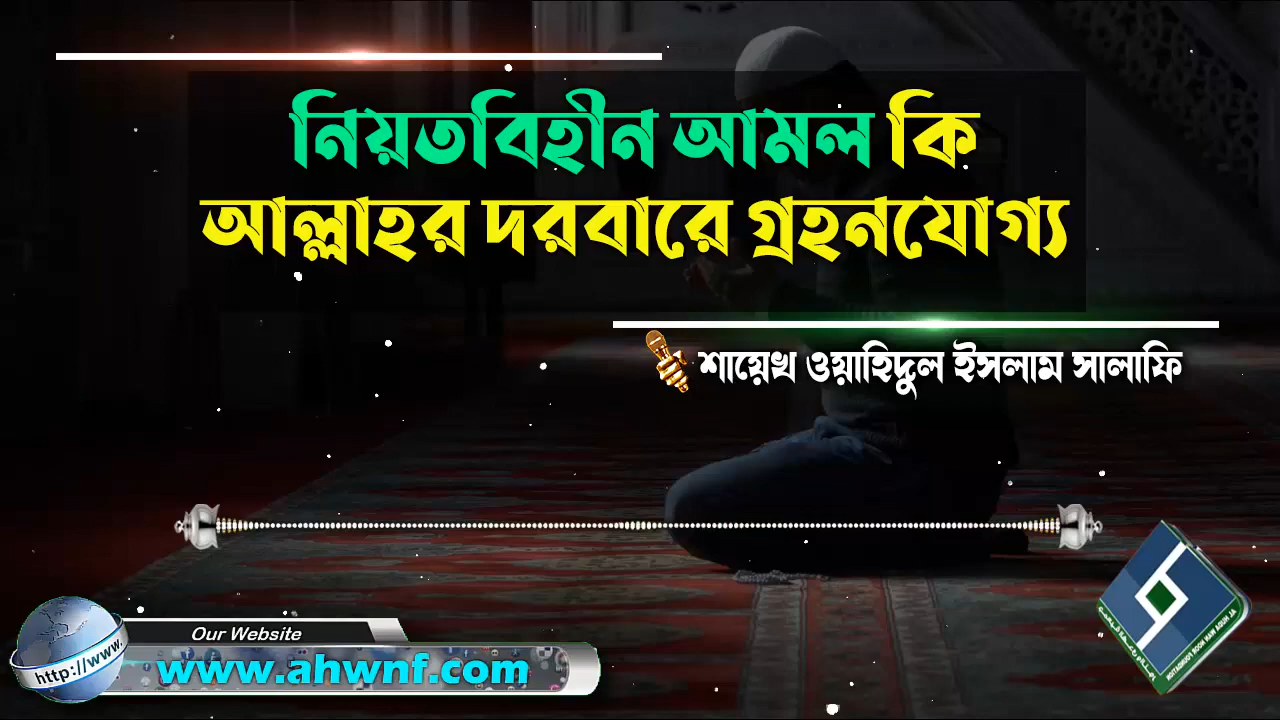 নিয়তবিহীন আমল কি
আল্লাহর দরবারে গ্রহনযোগ্য
শায়েখ ওয়াহিদুল ইসলাম সালাফি
Our Website
http://www.
www.ahwnf.com